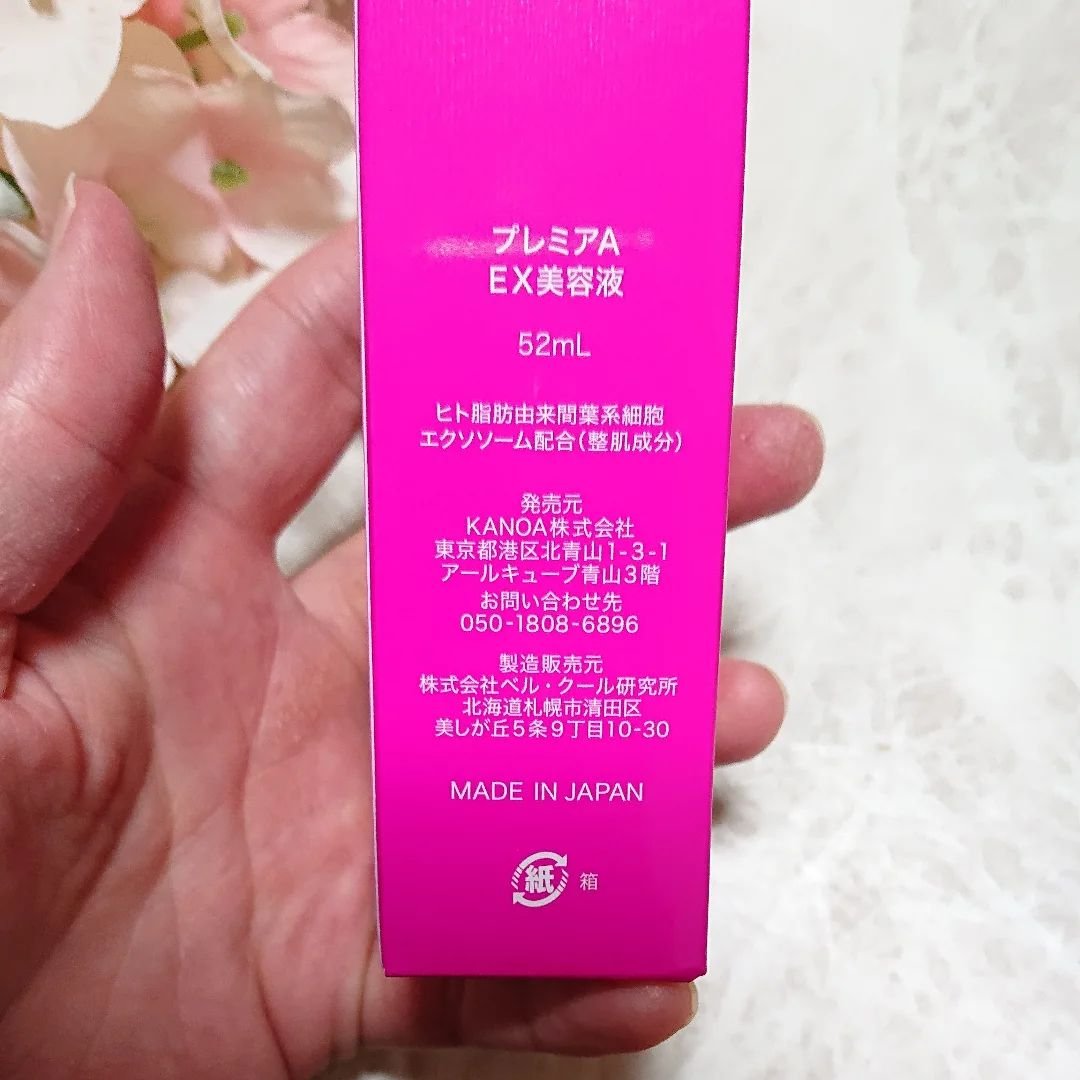 プレミアA
EX美容液
52mL
ヒト脂肪由来間葉系細胞
エクソソーム配合(整肌成分)
発売元
KANOA株式会社
東京都港区北青山1-3-1
アールキューブ青山3階
お問い合わせ先
050-1808-6896
製造販売元
株式会社ベル・クール研究所
北海道札幌市清田区
美しが丘5条9丁目10-30
MADE IN JAPAN
紙 箱